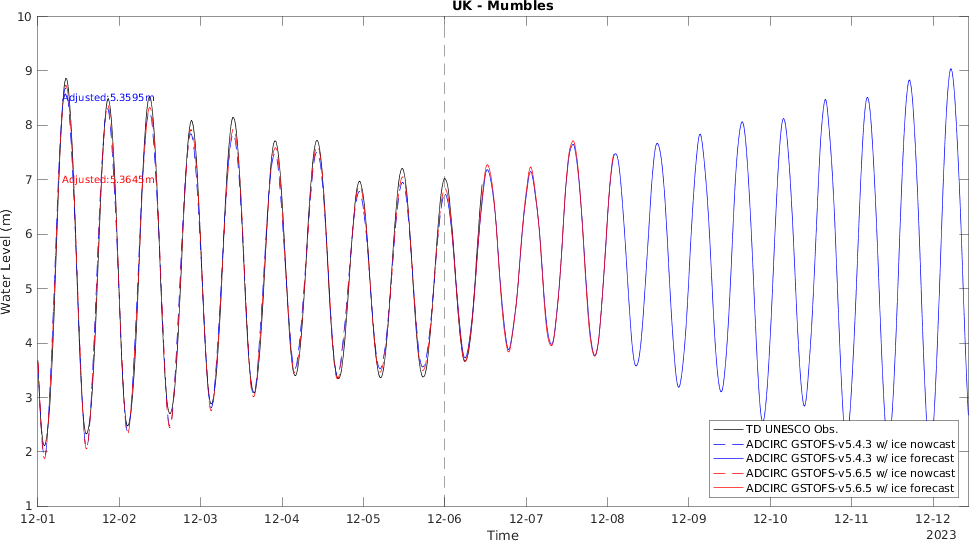 UK - Mumbles
10
9
8
7
6
5
4
3
2
1
Water Level (m)
Adjusted:5.3595m
Adjusted:5.3645m
TD UNESCO Obs.
ADCIRC GSTOFS-v5.4.3 w/ ice nowcast
ADCIRC GSTOFS-v5.4.3 w/ ice forecast
ADCIRC GSTOFS-v5.6.5 w/ ice nowcast
ADCIRC GSTOFS-v5.6.5 w/ ice forecast
12-01 12-02 12-03 12-04 12-05 12-06 12-07 12-08 12-09 12-10 12-11 12-12
Time
2023